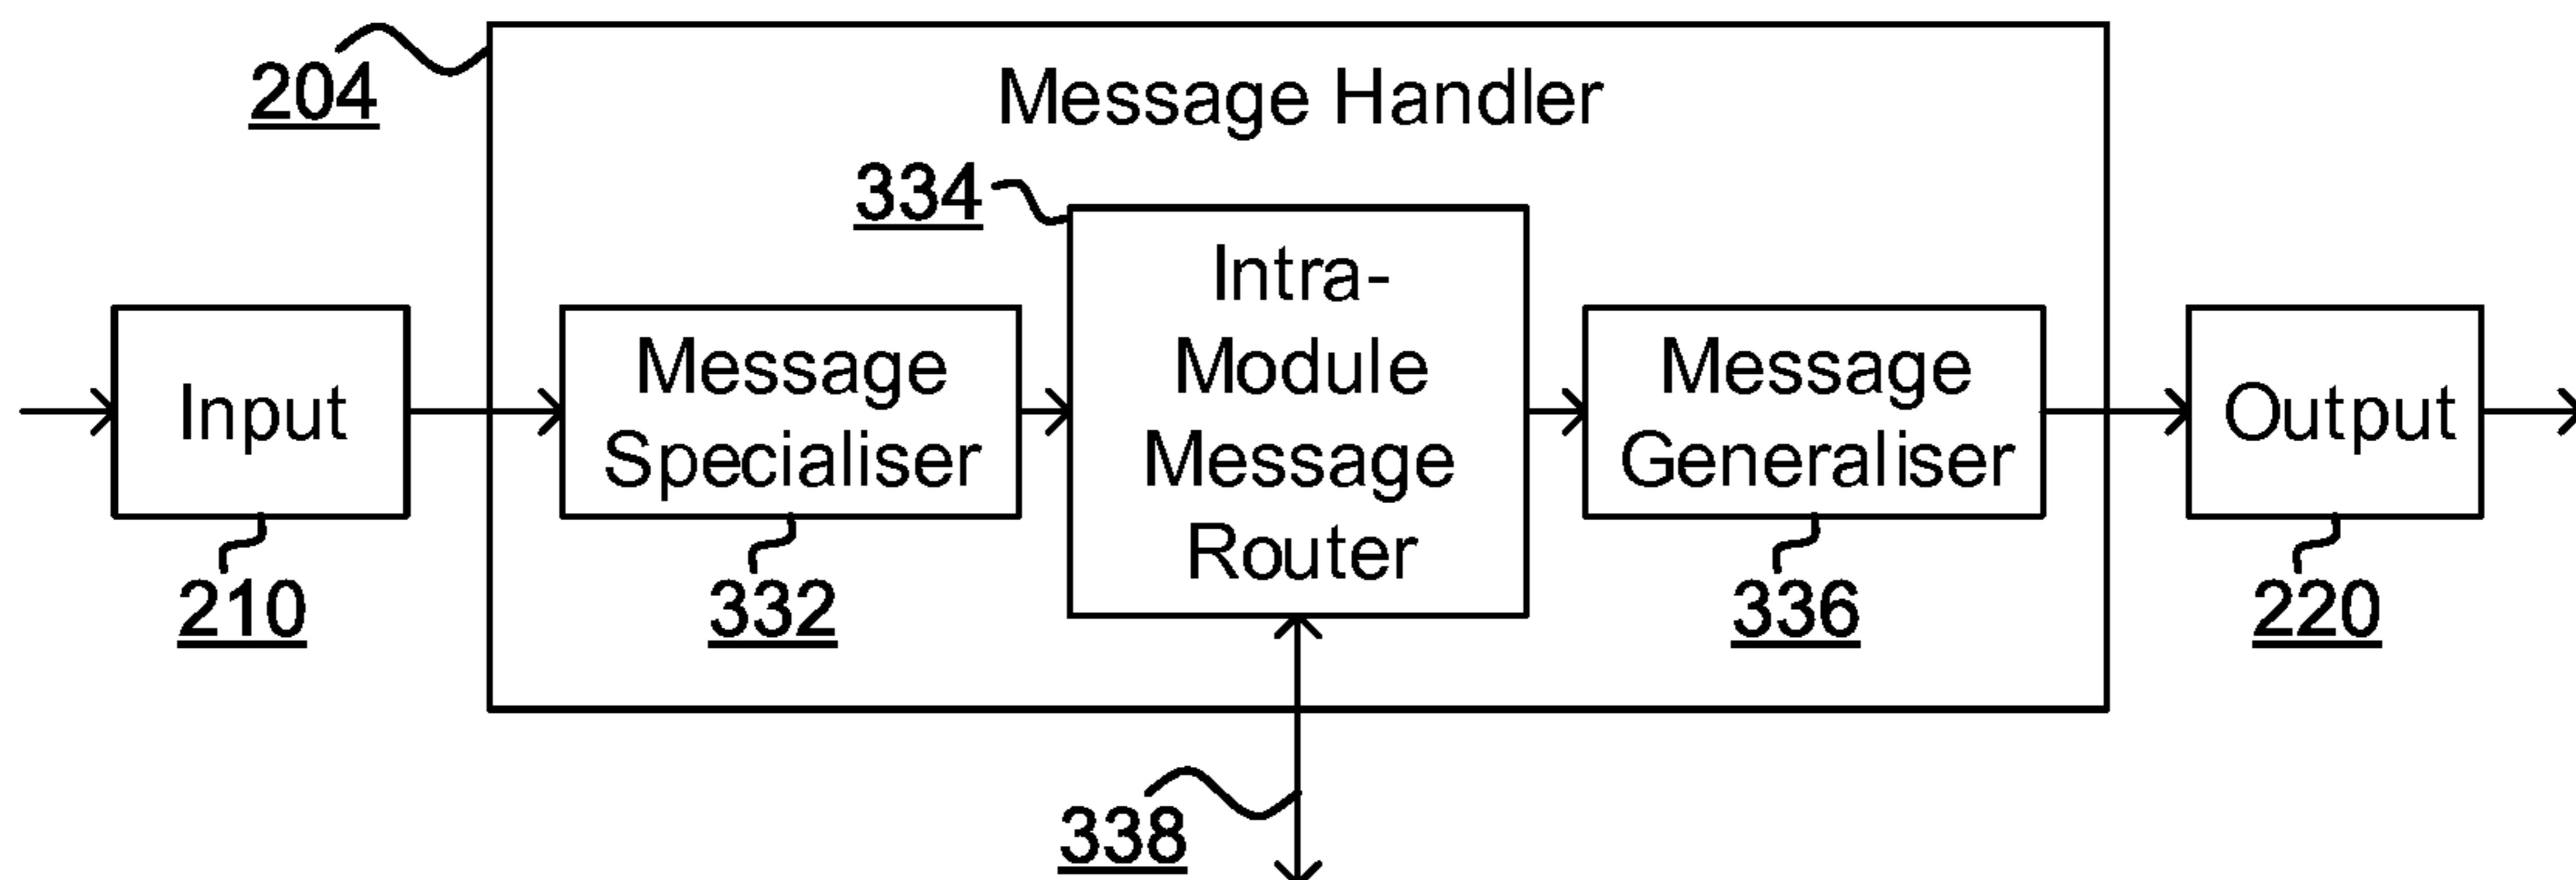 204
Message Handler
334
Intra-
Module
Message
Router
Input
Message
Specialiser
Message
Generaliser
Output
210
332
336
220
338